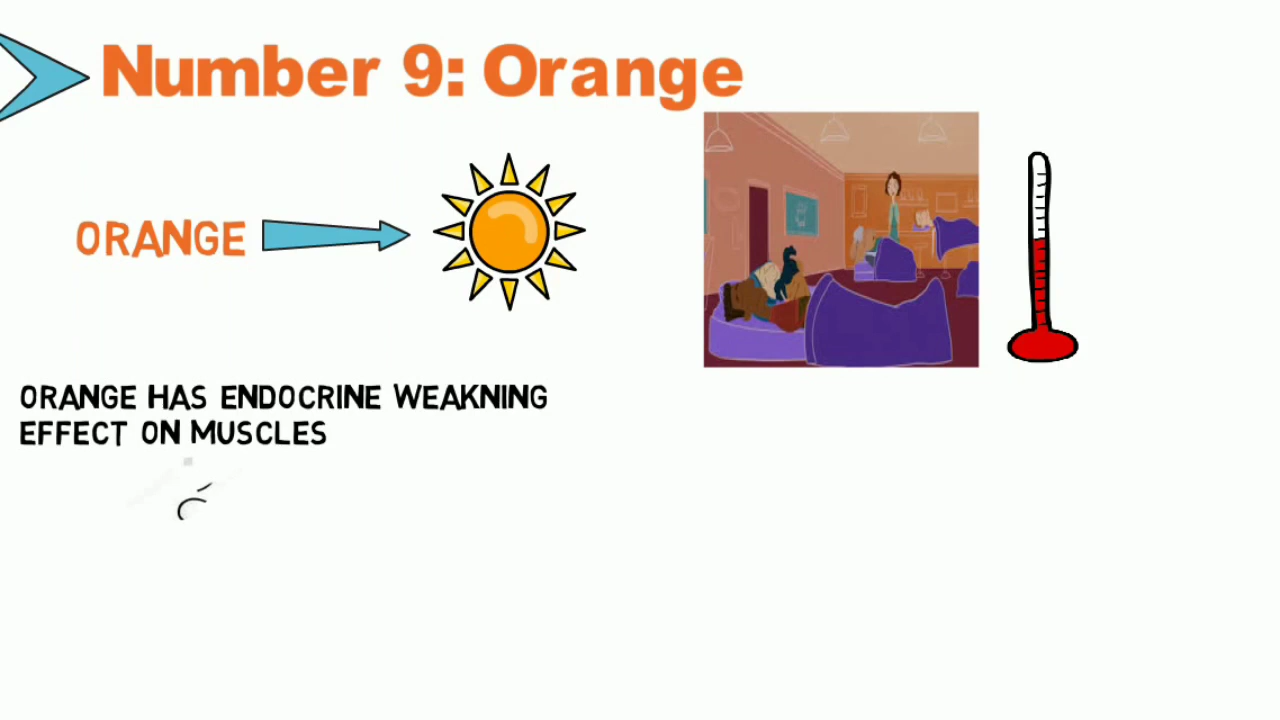 Number 9: Orange
ORANGE
ORANGE HAS ENDOCRINE WEAKNING
EFFECT ON MUSCLES